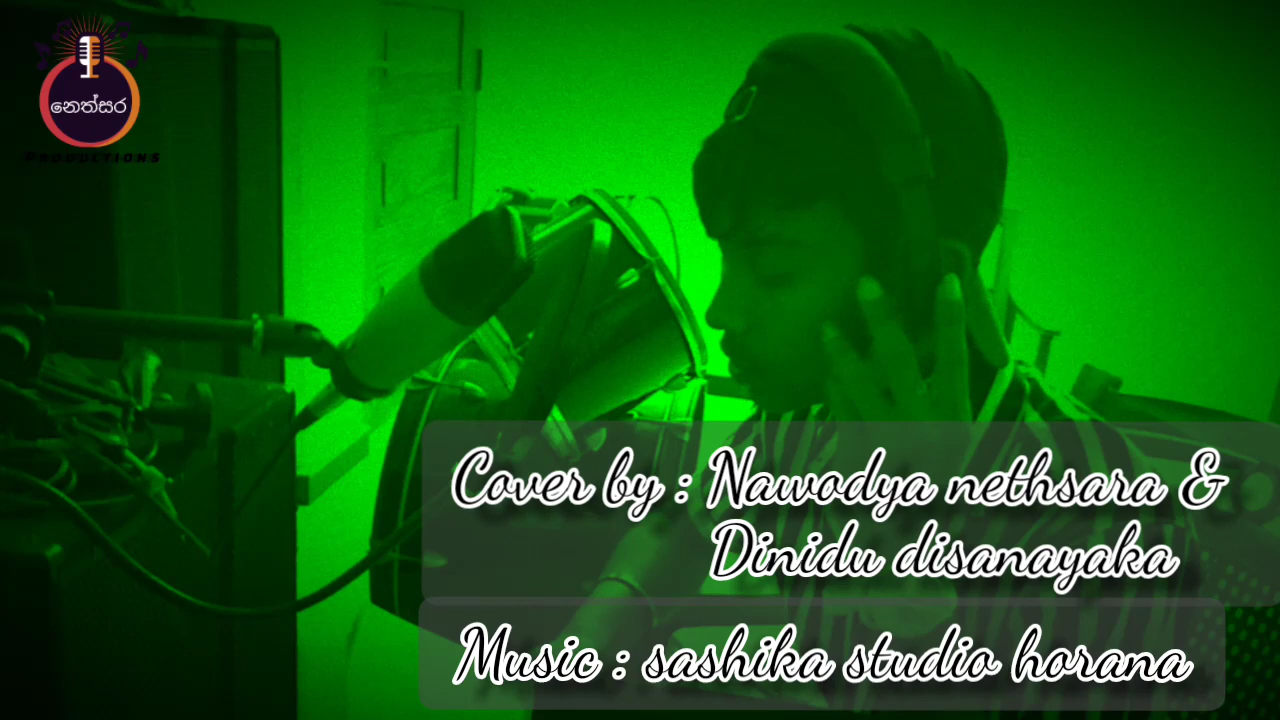 නෙත්සර
PRODUCTIONS
Cover by : Nawodya nethsara &
Dinidu disanayaka
Music : sashika studio horana